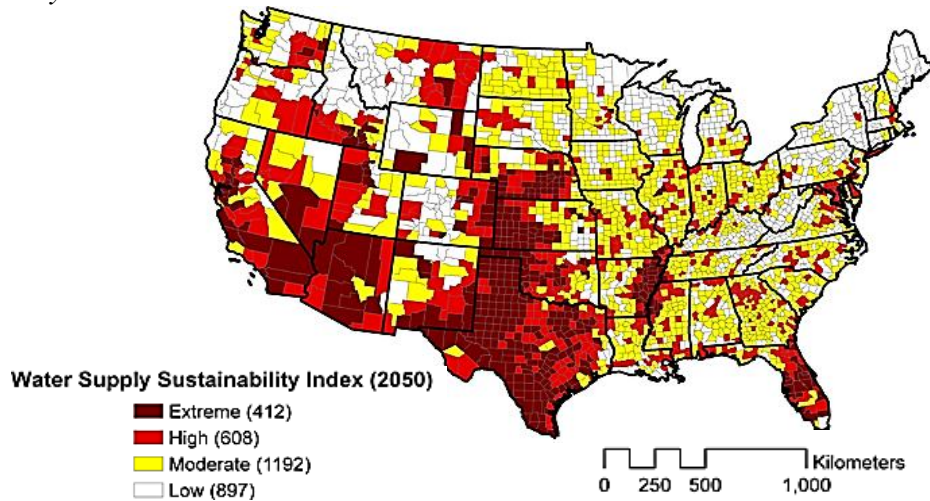 Water Supply Sustainability Index (2050)
Extreme (412)
High (608)
Moderate (1192)
Low (897)
Kilometers
0 250 500 1,000